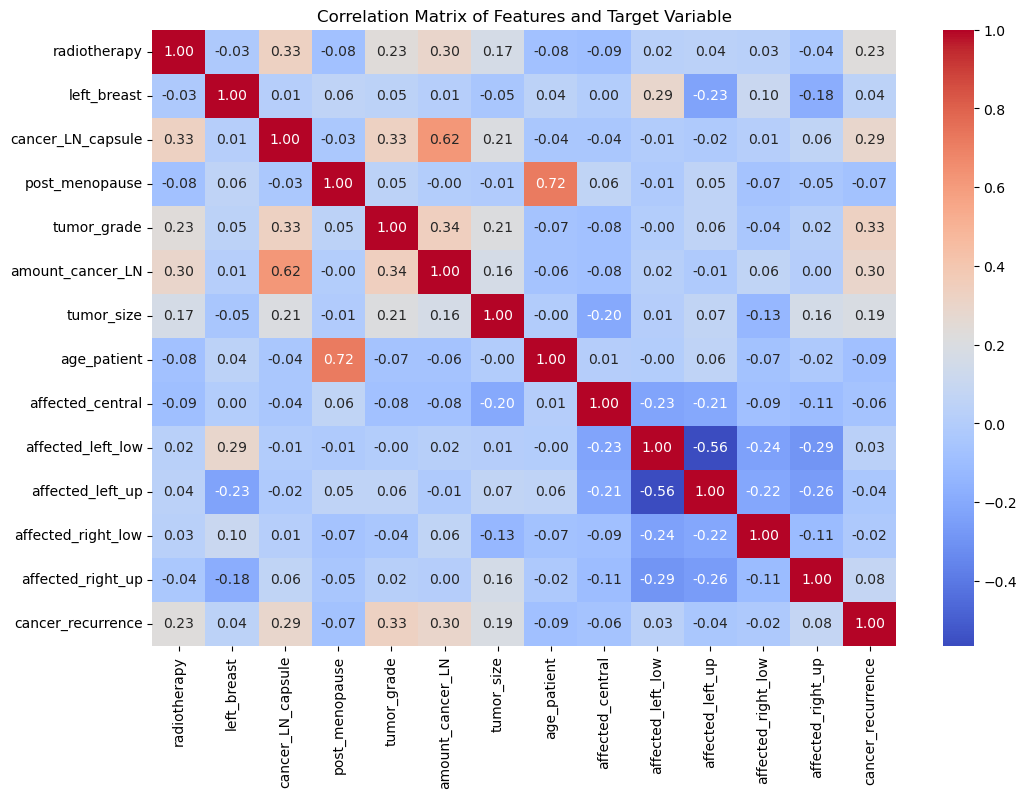 Correlation Matrix of Features and Target Variable
radiotherapy 1.00 -0.03 0.33 -0.08 0.23 0.30 0.17 -0.08 -0.09 0.02 0.04 0.03 -0.04 0.23
left_breast -0.03 1.00 0.01 0.06 0.05 0.01 -0.05 0.04 0.00 0.29 -0.23 0.10 -0.18 0.04
cancer_LN_capsule 0.33 0.01 1.00 -0.03 0.33 0.62 0.21 -0.04 -0.04 -0.01 -0.02 0.01 0.06 0.29
post_menopause -0.08 0.06 -0.03 1.00 0.05 -0.00 -0.01 0.72 0.06 -0.01 0.05 -0.07 -0.05 -0.07
tumor_grade 0.23 0.05 0.33 0.05 1.00 0.34 0.21 -0.07 -0.08 -0.00 0.06 -0.04 0.02 0.33
amount_cancer_LN 0.30 0.01 0.62 -0.00 0.34 1.00 0.16 -0.06 -0.08 0.02 -0.01 0.06 0.00 0.30
tumor_size 0.17 -0.05 0.21 -0.01 0.21 0.16 1.00 -0.00 -0.20 0.01 0.07 -0.13 0.16 0.19
age_patient -0.08 0.04 -0.04 0.72 -0.07 -0.06 -0.00 1.00 0.01 -0.00 0.06 -0.07 -0.02 -0.09
affected_central -0.09 0.00 -0.04 0.06 -0.08 -0.08 -0.20 0.01 1.00 -0.23 -0.21 -0.09 -0.11 -0.06
affected_left_low 0.02 0.29 -0.01 -0.01 -0.00 0.02 0.01 -0.00 -0.23 1.00 -0.56 -0.24 -0.29 0.03
affected_left_up 0.04 -0.23 -0.02 0.05 0.06 -0.01 0.07 0.06 -0.21 -0.56 1.00 -0.22 -0.26 -0.04
affected_right_low 0.03 0.10 0.01 -0.07 -0.04 0.06 -0.13 -0.07 -0.09 -0.24 -0.22 1.00 -0.11 -0.02
affected_right_up -0.04 -0.18 0.06 -0.05 0.02 0.00 0.16 -0.02 -0.11 -0.29 -0.26 -0.11 1.00 0.08
cancer_recurrence 0.23 0.04 0.29 -0.07 0.33 0.30 0.19 -0.09 -0.06 0.03 -0.04 -0.02 0.08 1.00
radiotherapy
left_breast
cancer_LN_capsule
post_menopause
tumor_grade
amount_cancer_LN
tumor_size
age_patient
affected_central
affected_left_low
affected_left_up
affected_right_low
affected_right_up
cancer_recurrence
1.0
0.8
0.6
0.4
0.2
0.0
−0.2
−0.4